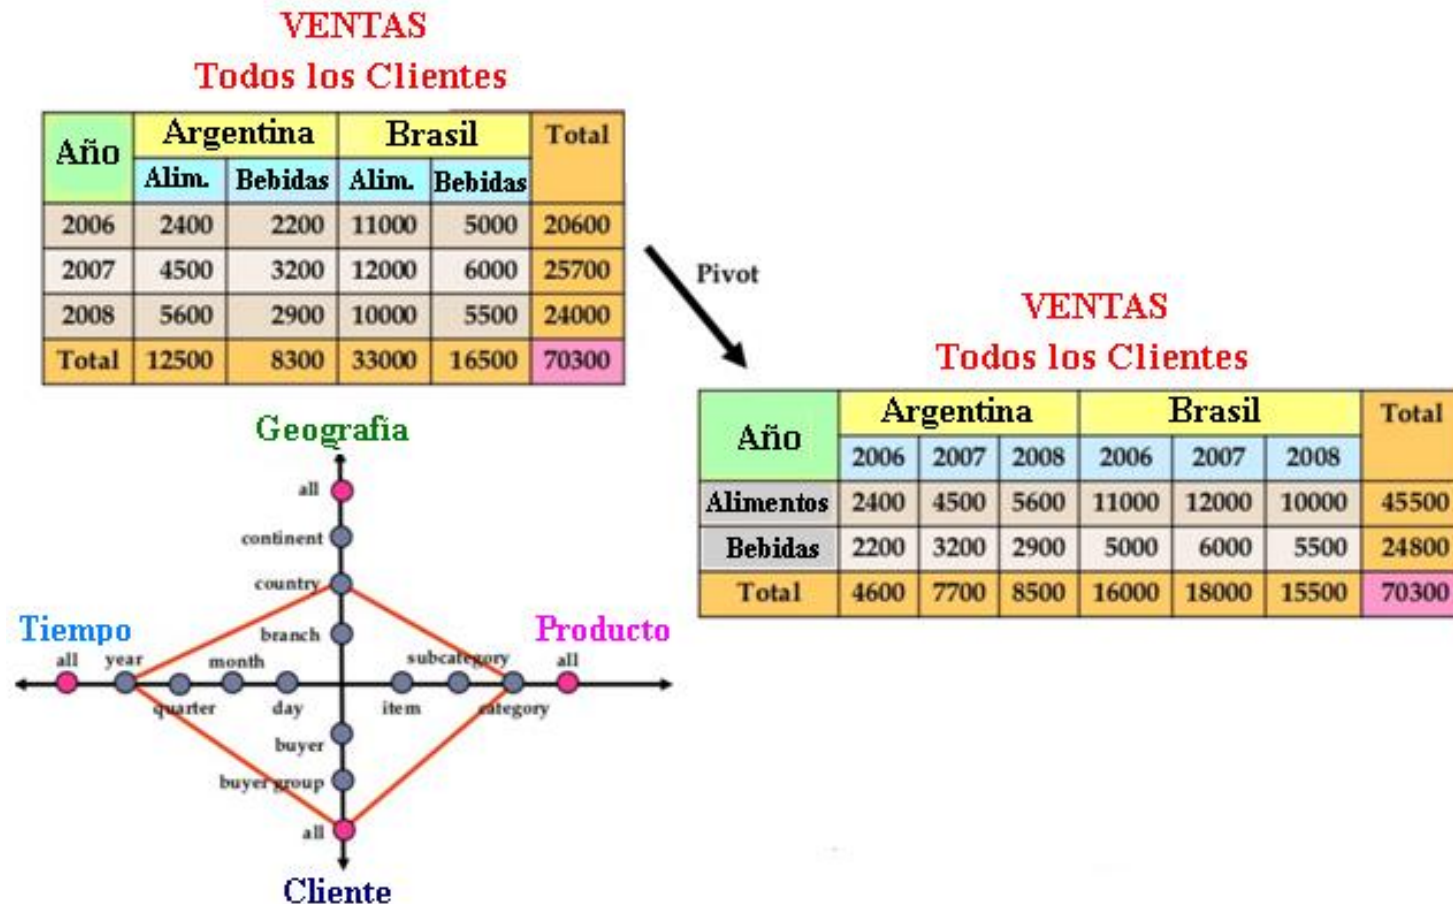 VENTAS
Todos los Clientes
Año Argentina Brasil Total
Alim. Bebidas Alim. Bebidas
2006 2400 2200 11000 5000 20600
2007 4500 3200 12000 6000 25700
2008 5600 2900 10000 5500 24000
Total 12500 8300 33000 16500 70300
Pivot
VENTAS
Todos los Clientes
Año Argentina Brasil Total
2006 2007 2008 2006 2007 2008
Alimentos 2400 4500 5600 11000 12000 10000 45500
Bebidas 2200 3200 2900 5000 6000 5500 24800
Total 4600 7700 8500 16000 18000 15500 70300
Geografía
all
continent
country
branch
Tiempo
Producto
all year month subcategory all
quarter day item category
buyer
buyer group
all
Cliente